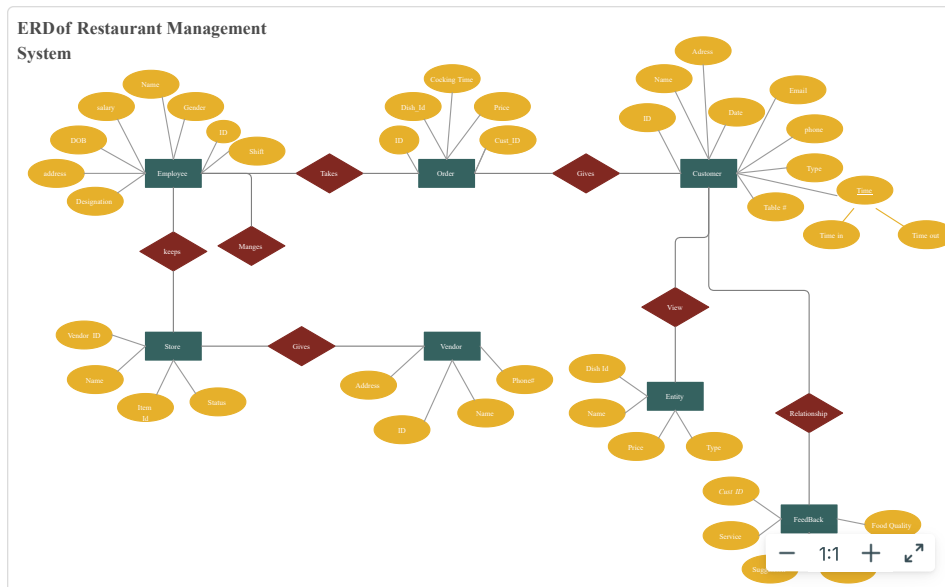 ERDof Restaurant Management
System
Adress
Name
Cocking Time
Name
Email
salary
Gender
Dish_Id
Price
Date
ID
phone
ID
DOB
ID
Cust_ID
Shift
Type
address
Employee
Takes
Order
Gives
Customer
Time
Designation
Table #
Time in
Time out
keeps
Manges
View
Vendor ID
Store
Gives
Vendor
Dish Id
Name
Address
Phone#
Item
Id
Status
Entity
Name
Name
Relationship
ID
Price
Type
Cust ID
FeedBack
Food Quality
Service
1:1